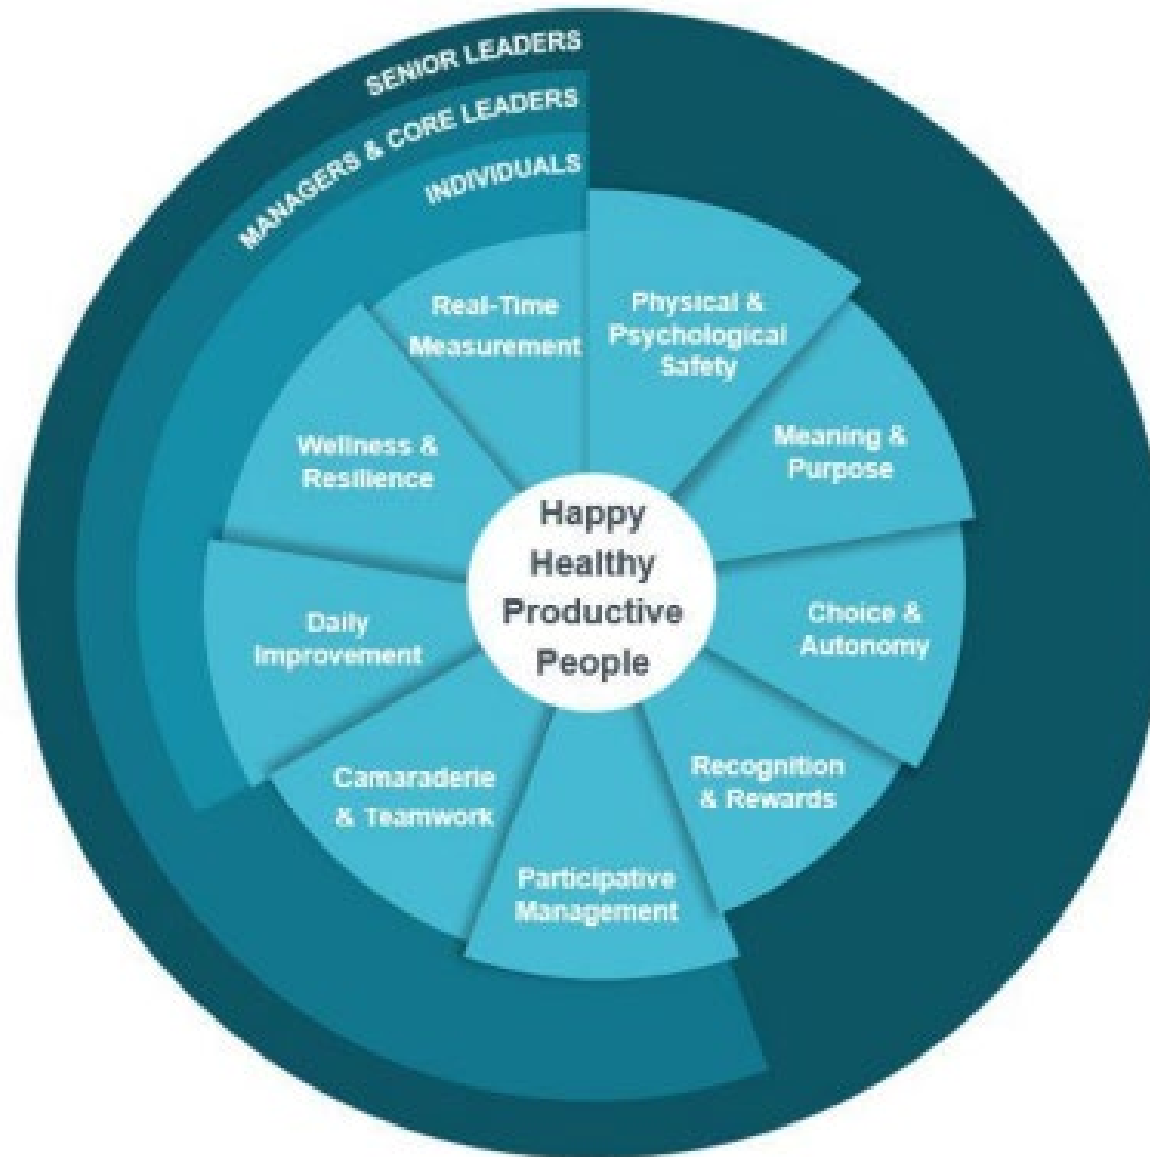 SENIOR LEADERS
MANAGERS & CORE LEADERS
INDIVIDUALS
Real-Time
Measurement
Physical &
Psychological
Safety
Meaning &
Purpose
Choice &
Autonomy
Recognition
& Rewards
Participative
Management
Camaraderie
& Teamwork
Daily
Improvement
Wellness &
Resilience
Happy
Healthy
Productive
People